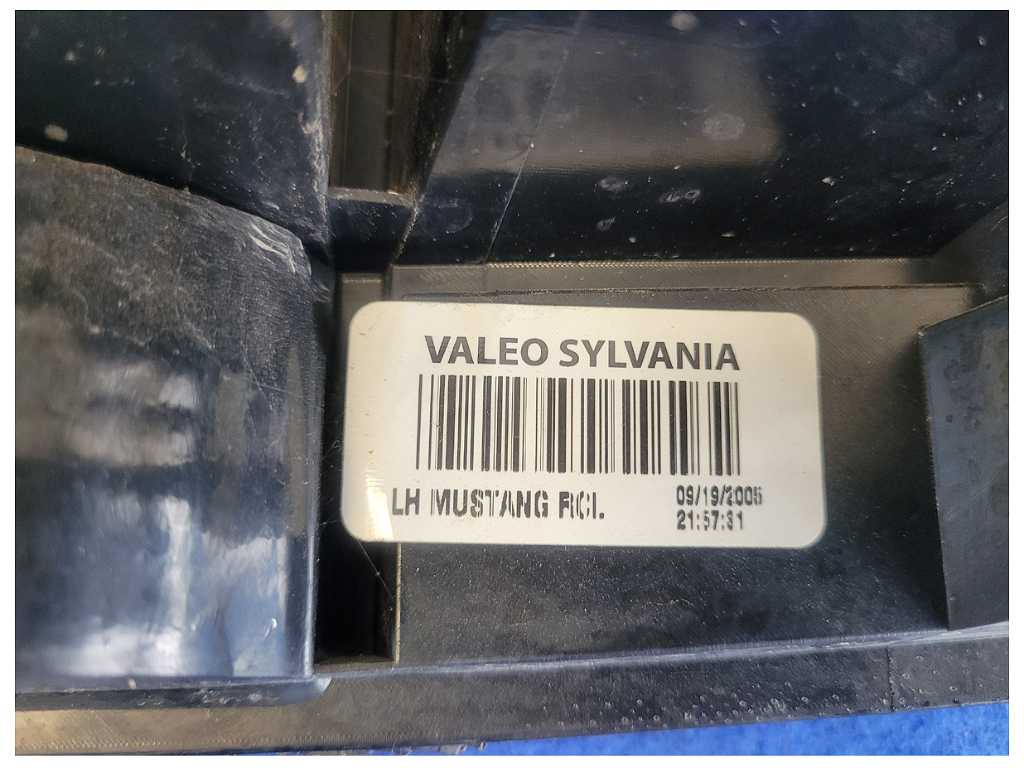 VALEO SYLVANIA
LH MUSTANG RCL
09/19/2005
21:57:31